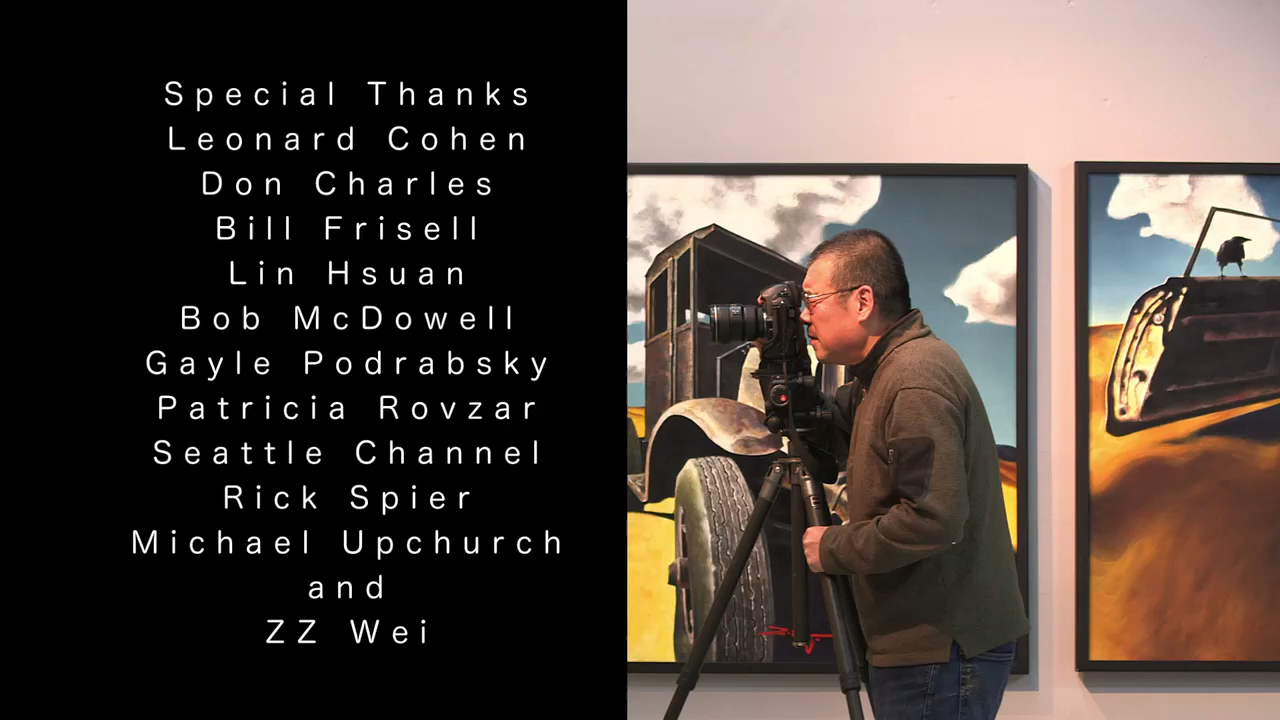 Special Thanks
Leonard Cohen
Don Charles
Bill Frisell
Lin Hsuan
Bob McDowell
Gayle Podrabsky
Patricia Rovzar
Seattle Channel
Rick Spier
Michael Upchurch
and
ZZ Wei